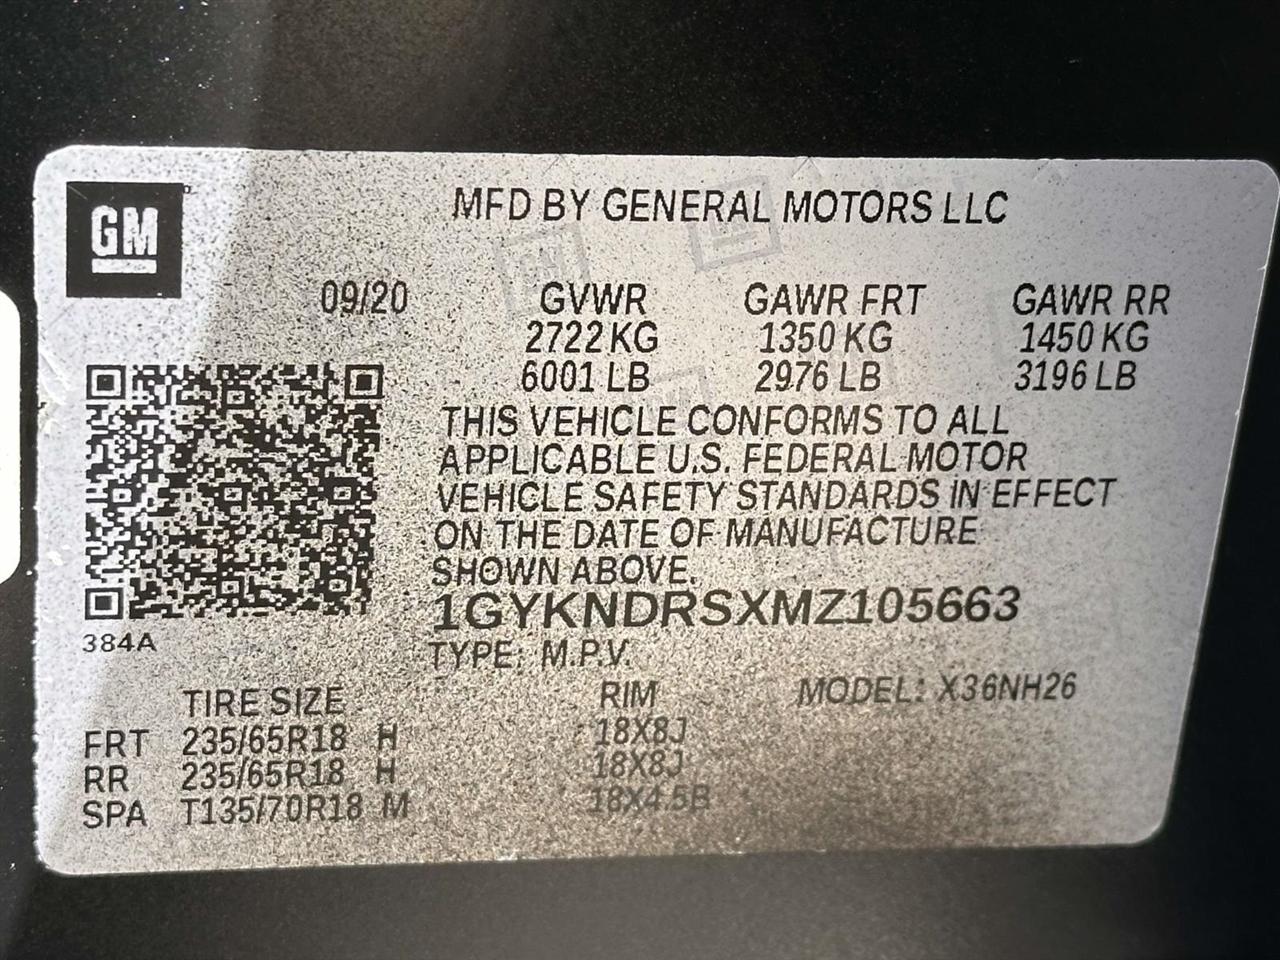 GM
MFD BY GENERAL MOTORS LLC
09/20 GVWR GAWR FRT GAWR RR
2722 KG 1350 KG 1450 KG
6001 LB 2976 LB 3196 LB
THIS VEHICLE CONFORMS TO ALL
APPLICABLE U.S. FEDERAL MOTOR
VEHICLE SAFETY STANDARDS IN EFFECT
ON THE DATE OF MANUFACTURE
SHOWN ABOVE.
1GYKNDRSXMZ105663
384A
TYPE: M.P.V.
TIRE SIZE RIM MODEL: X36NH26
FRT 235/65R18 H 18X8J
RR 235/65R18 H 18X8J
SPA T135/70R18 M 18X4.5B